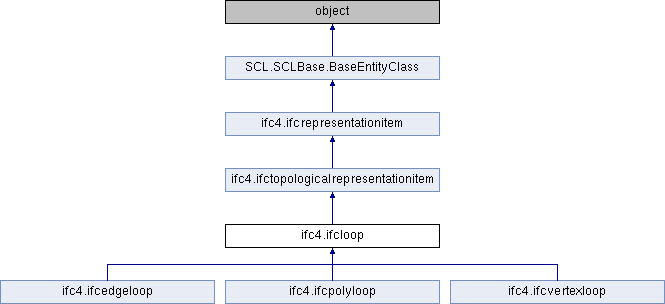 object
SCL.SCLBase.BaseEntityClass
ifc4.ifcrepresentationitem
ifc4.ifctopologicalrepresentationitem
ifc4.ifcloop
ifc4.ifcedgeloop
ifc4.ifcpolyloop
ifc4.ifcvertexloop